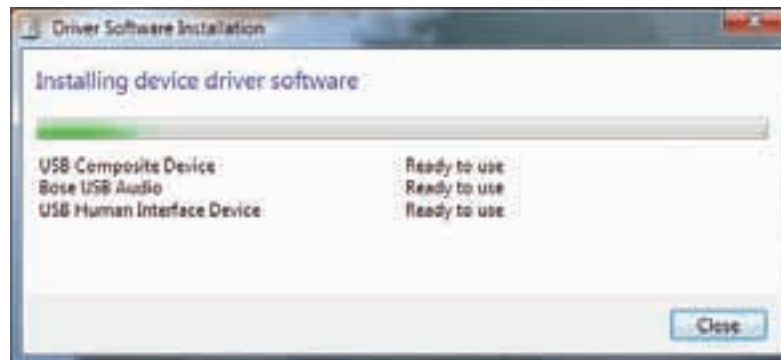 Driver Software Installation
Installing device driver software
USB Composite Device Ready to use
Bose USB Audio Ready to use
USB Human Interface Device Ready to use
Close